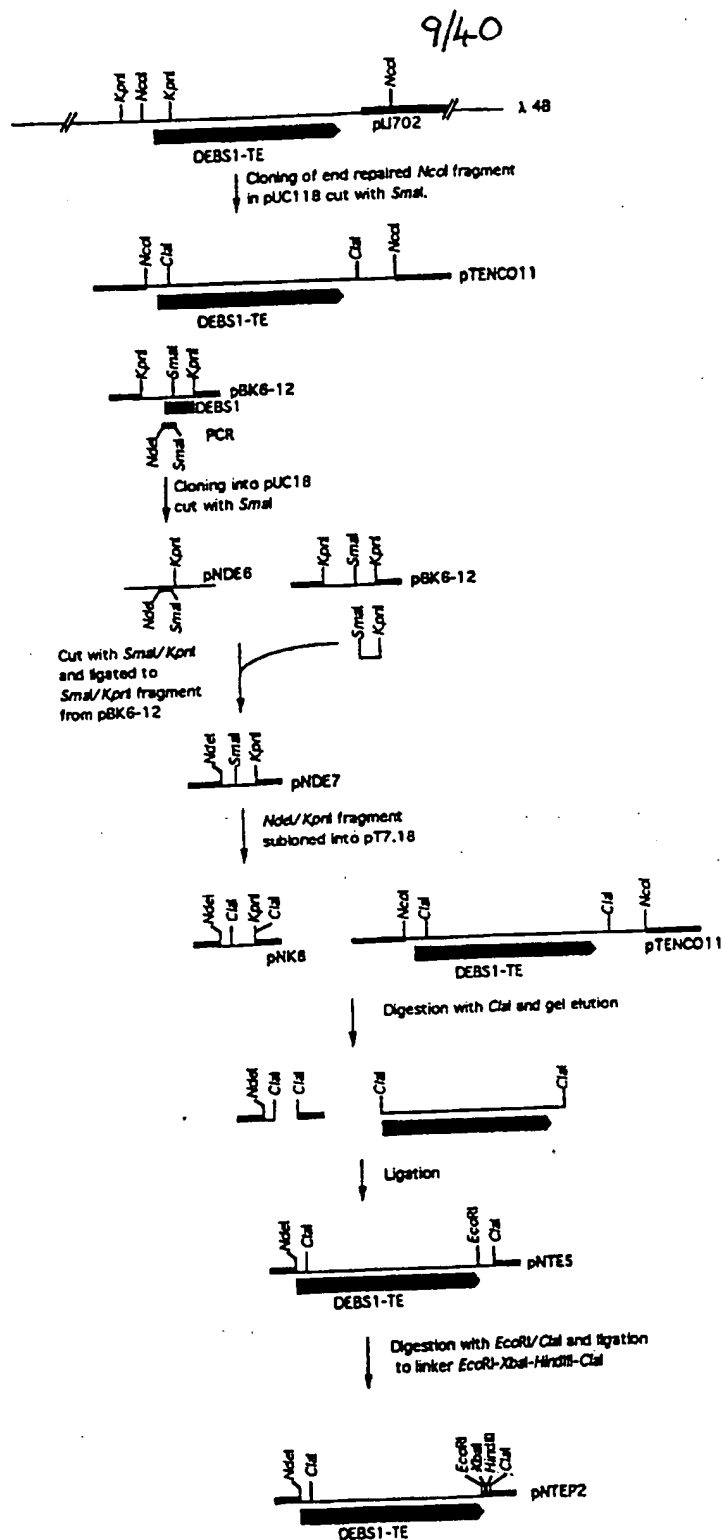 9/40
KpnI NcoI KpnI NcoI
λ 48
pIJ702
DEBS1-TE
Cloning of end repaired NcoI fragment
in pUC118 cut with SmaI.
NcoI ClaI ClaI NcoI
pTENCO11
DEBS1-TE
KpnI SmaI KpnI
pBK6-12
DEBS1
PCR
NdeI SmaI
Cloning into pUC18
cut with SmaI
KpnI
pNDE6
NdeI SmaI
KpnI SmaI KpnI
pBK6-12
SmaI KpnI
Cut with SmaI/KpnI
and ligated to
SmaI/KpnI fragment
from pBK6-12
NdeI SmaI KpnI
pNDE7
NdeI/KpnI fragment
subloned into pT7.18
NdeI ClaI KpnI ClaI
pNK6
NcoI ClaI ClaI NcoI
pTENCO11
DEBS1-TE
Digestion with ClaI and gel elution
NdeI ClaI ClaI
ClaI ClaI
Ligation
NdeI ClaI EcoRI ClaI
pNTE5
DEBS1-TE
Digestion with EcoRI/ClaI and ligation
to linker EcoRI-XbaI-HindIII-ClaI
NdeI ClaI EcoRI XbaI HindIII ClaI
pNTEP2
DEBS1-TE